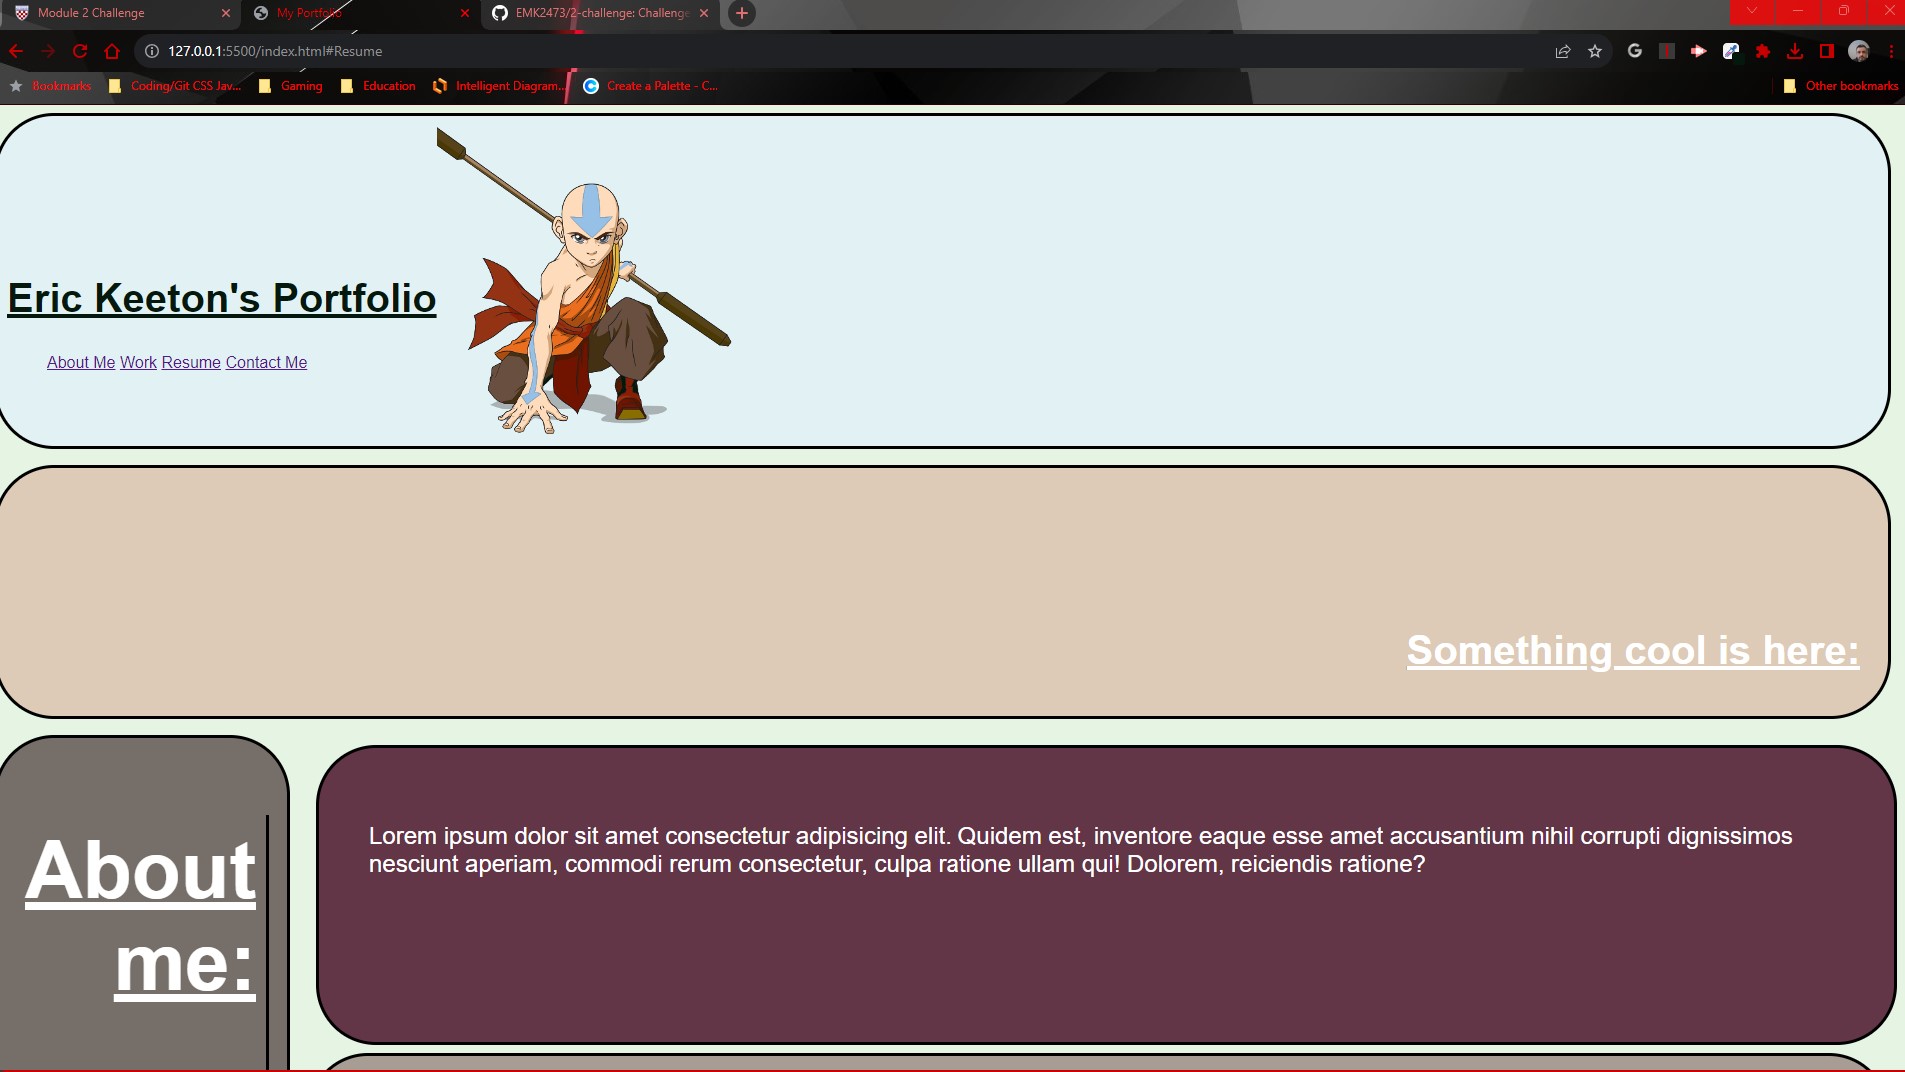 Module 2 Challenge
My Portfolio
EMK2473/2-challenge: Challenge
127.0.0.1:5500/index.html#Resume
Bookmarks
Coding/Git CSS Jav...
Gaming
Education
Intelligent Diagram...
Create a Palette - C...
Other bookmarks
Eric Keeton's Portfolio
About Me Work Resume Contact Me
Something cool is here:
About
me:
Lorem ipsum dolor sit amet consectetur adipisicing elit. Quidem est, inventore eaque esse amet accusantium nihil corrupti dignissimos
nesciunt aperiam, commodi rerum consectetur, culpa ratione ullam qui! Dolorem, reiciendis ratione?